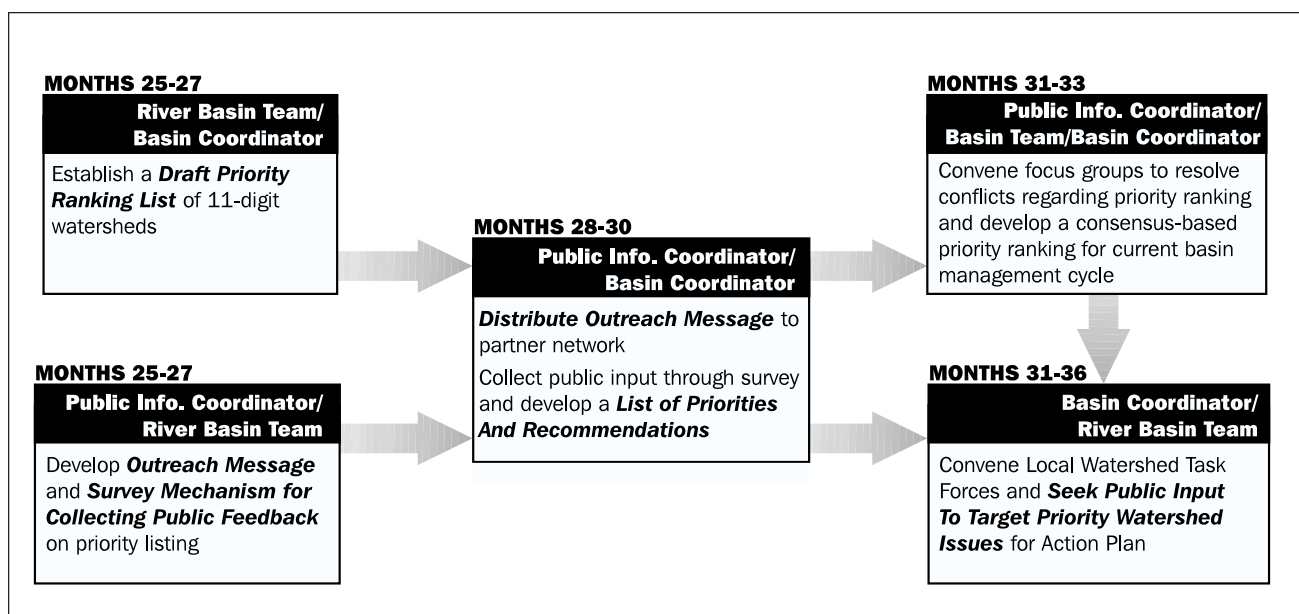 MONTHS 25-27
River Basin Team/
Basin Coordinator
Establish a Draft Priority
Ranking List of 11-digit
watersheds
MONTHS 25-27
Public Info. Coordinator/
River Basin Team
Develop Outreach Message
and Survey Mechanism for
Collecting Public Feedback
on priority listing
MONTHS 28-30
Public Info. Coordinator/
Basin Coordinator
Distribute Outreach Message to
partner network
Collect public input through survey
and develop a List of Priorities
And Recommendations
MONTHS 31-33
Public Info. Coordinator/
Basin Team/Basin Coordinator
Convene focus groups to resolve
conflicts regarding priority ranking
and develop a consensus-based
priority ranking for current basin
management cycle
MONTHS 31-36
Basin Coordinator/
River Basin Team
Convene Local Watershed Task
Forces and Seek Public Input
To Target Priority Watershed
Issues for Action Plan